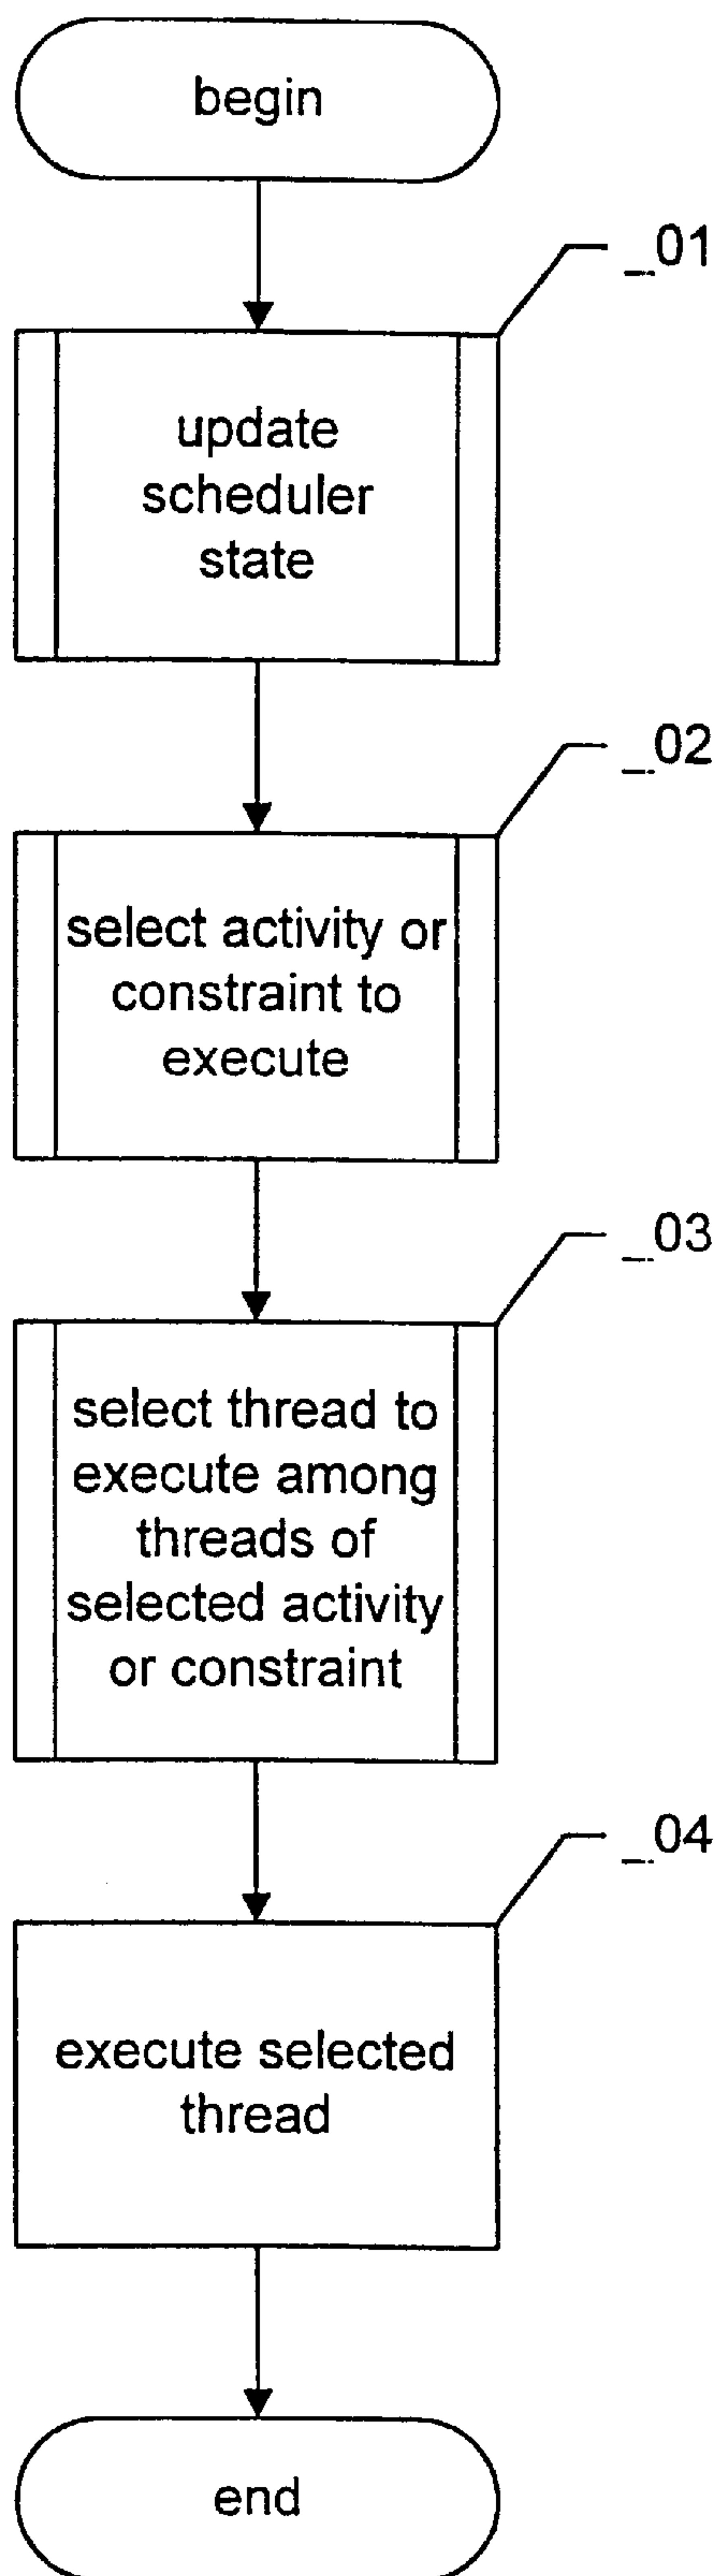 begin
_01
update
scheduler
state
_02
select activity or
constraint to
execute
_03
select thread to
execute among
threads of
selected activity
or constraint
_04
execute selected
thread
end